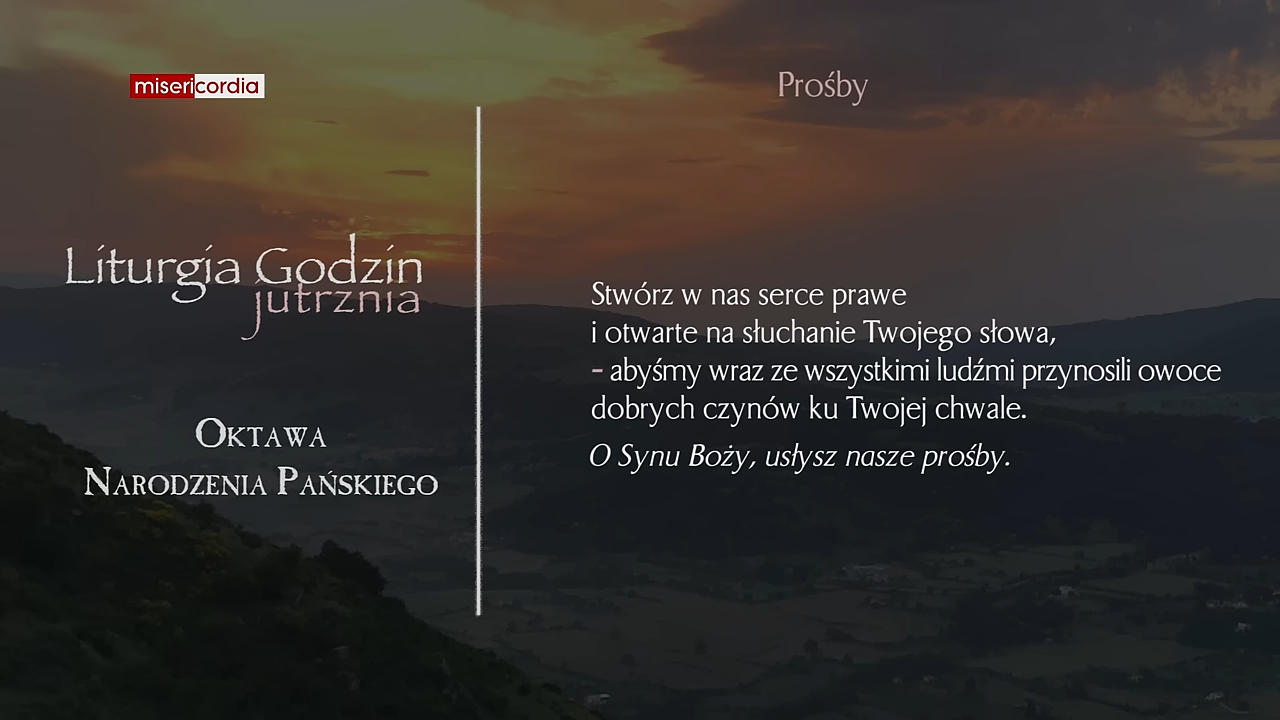 misericordia
Liturgia Godzin
jutrznia
Oktawa
Narodzenia Pańskiego
Prośby
Stwórz w nas serce prawe
i otwarte na słuchanie Twojego słowa,
- abyśmy wraz ze wszystkimi ludźmi przynosili owoce
dobrych czynów ku Twojej chwale.
O Synu Boży, usłysz nasze prośby.